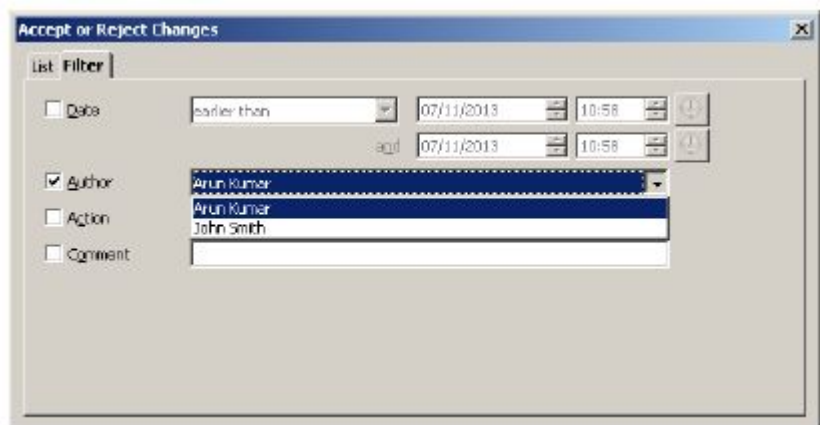 Accept or Reject Changes
List Filter
Date earlier than 07/11/2013 10:58
and 07/11/2013 10:58
Author Arun Kumar
Arun Kumar
Action
John Smith
Comment